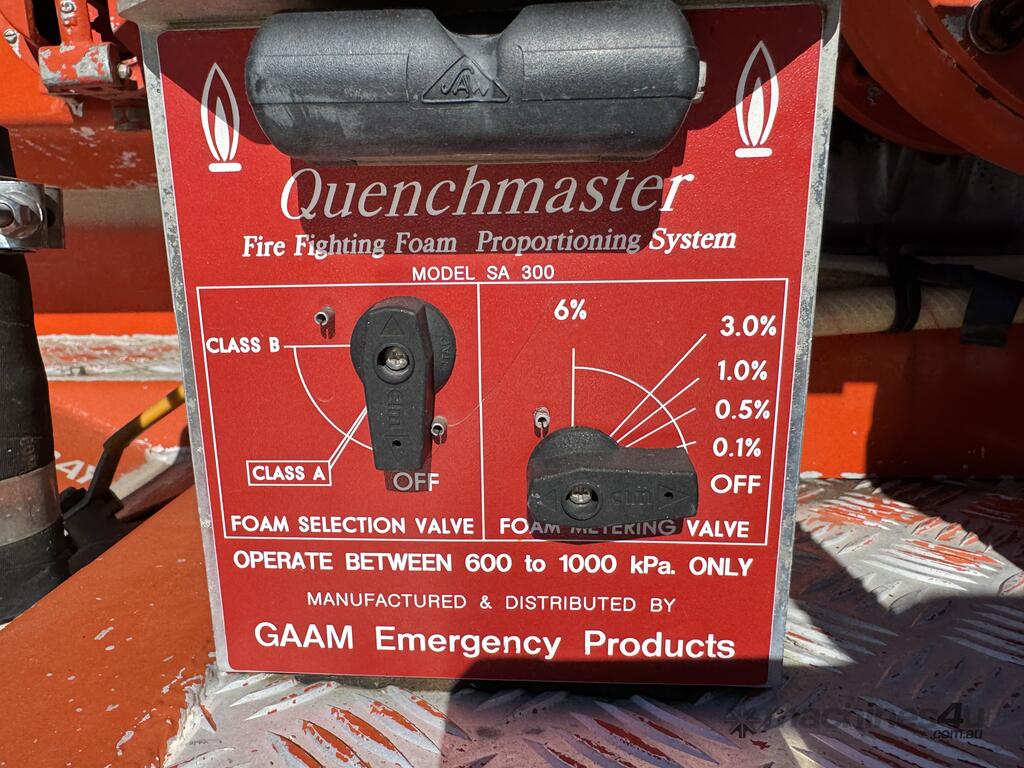 Quenchmaster
Fire Fighting Foam Proportioning System
MODEL SA 300
CLASS B
CLASS A
OFF
FOAM SELECTION VALVE
6%
3.0%
1.0%
0.5%
0.1%
OFF
FOAM METERING VALVE
OPERATE BETWEEN 600 to 1000 kPa. ONLY
MANUFACTURED & DISTRIBUTED BY
GAAM Emergency Products
machines4u
.com.au